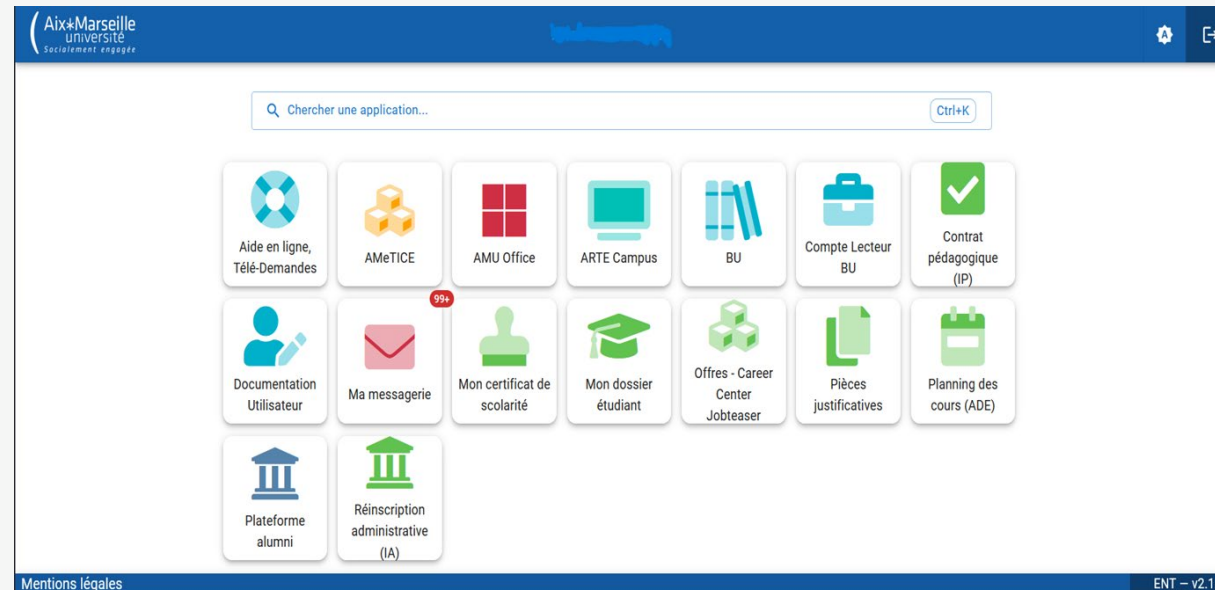 Aix*Marseille
université
Socialement engagée
Chercher une application...
Ctrl+K
Aide en ligne,
Télé-Demandes
AMeTICE
AMU Office
ARTE Campus
BU
Compte Lecteur
BU
Contrat
pédagogique
(IP)
Documentation
Utilisateur
99+
Ma messagerie
Mon certificat de
scolarité
Mon dossier
étudiant
Offres - Career
Center
Jobteaser
Pièces
justificatives
Planning des
cours (ADE)
Plateforme
alumni
Réinscription
administrative
(IA)
Mentions légales
ENT – v2.1